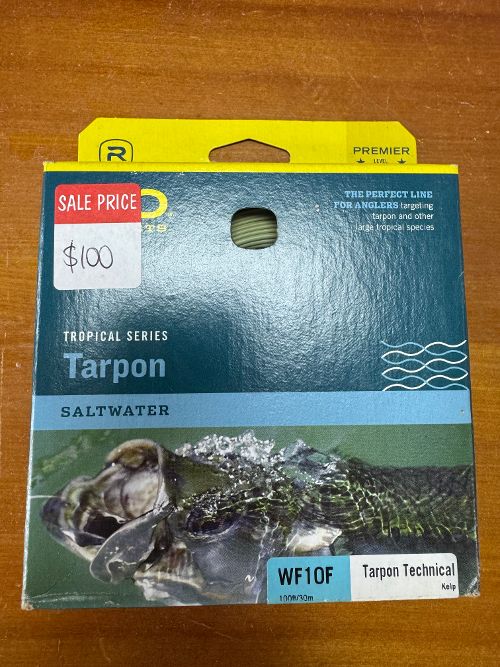 R
PREMIER
LEVEL
SALE PRICE
$100
THE PERFECT LINE
FOR ANGLERS targeting
tarpon and other
large tropical species
TROPICAL SERIES
Tarpon
SALTWATER
WF10F
100ft/30m
Tarpon Technical
Kelp